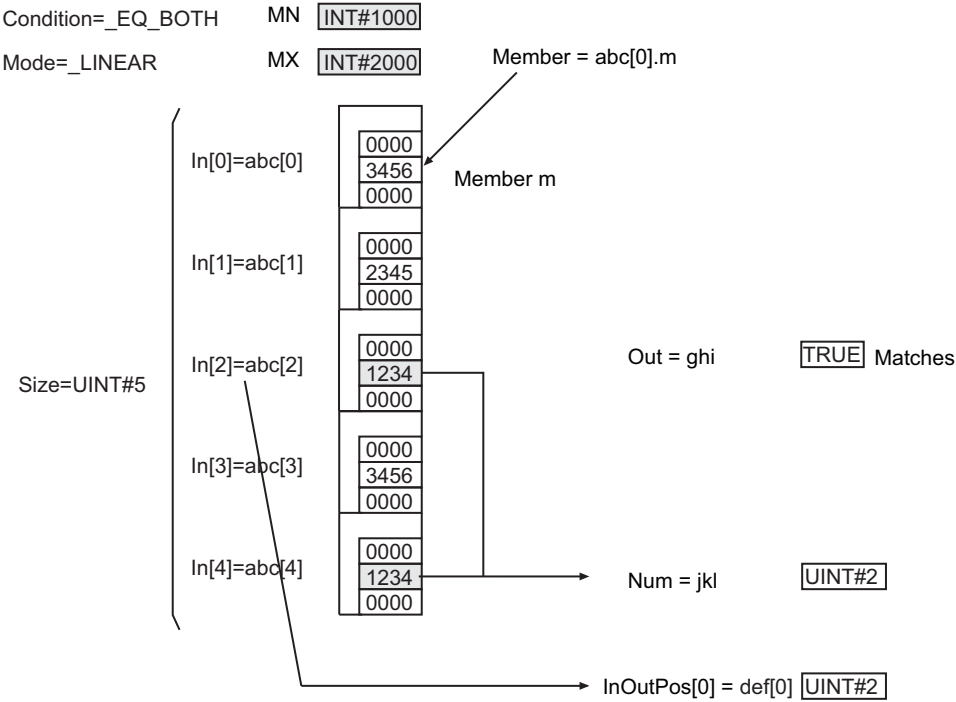 Condition=_EQ_BOTH MN INT#1000
Mode=_LINEAR MX INT#2000
Member = abc[0].m
In[0]=abc[0]
0000
3456
0000
Member m
In[1]=abc[1]
0000
2345
0000
Size=UINT#5
In[2]=abc[2]
0000
1234
0000
Out = ghi TRUE Matches
In[3]=abc[3]
0000
3456
0000
In[4]=abc[4]
0000
1234
0000
Num = jkl UINT#2
InOutPos[0] = def[0] UINT#2